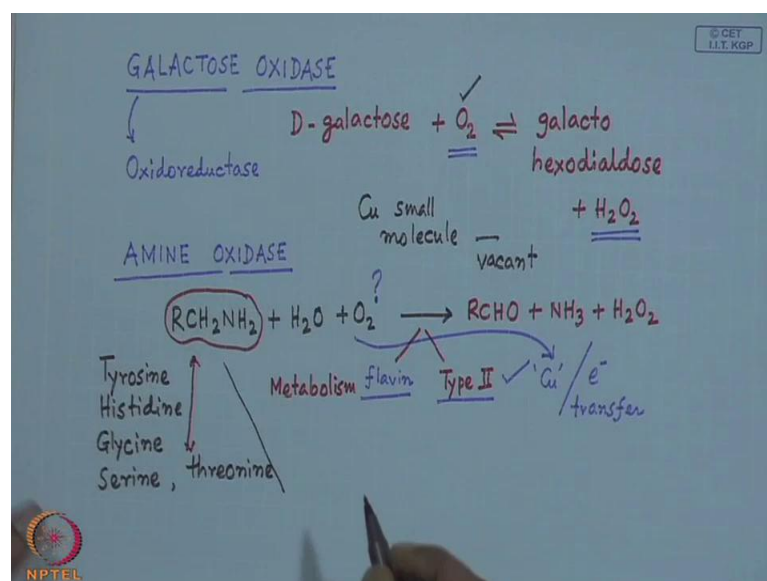 © CET
I.I.T. KGP
GALACTOSE OXIDASE
D-galactose + O₂ ⇌ galacto
hexodialdose
+ H₂O₂
Oxidoreductase
Cu small
molecule —
vacant
AMINE OXIDASE
?
RCH₂NH₂ + H₂O + O₂ → RCHO + NH₃ + H₂O₂
Metabolism flavin Type II ✓ 'Cu' / e⁻
transfer
Tyrosine
Histidine
Glycine
Serine, threonine
NPTEL